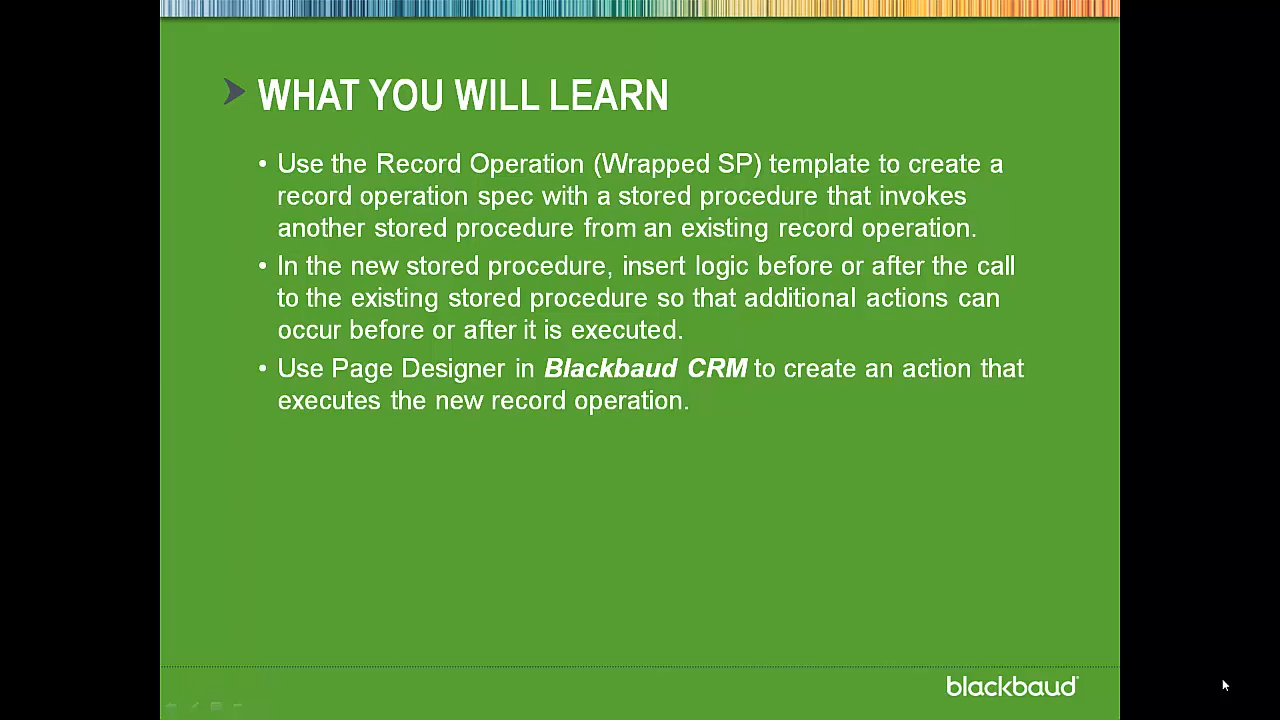 WHAT YOU WILL LEARN
• Use the Record Operation (Wrapped SP) template to create a
record operation spec with a stored procedure that invokes
another stored procedure from an existing record operation.
• In the new stored procedure, insert logic before or after the call
to the existing stored procedure so that additional actions can
occur before or after it is executed.
• Use Page Designer in Blackbaud CRM to create an action that
executes the new record operation.
blackbaud